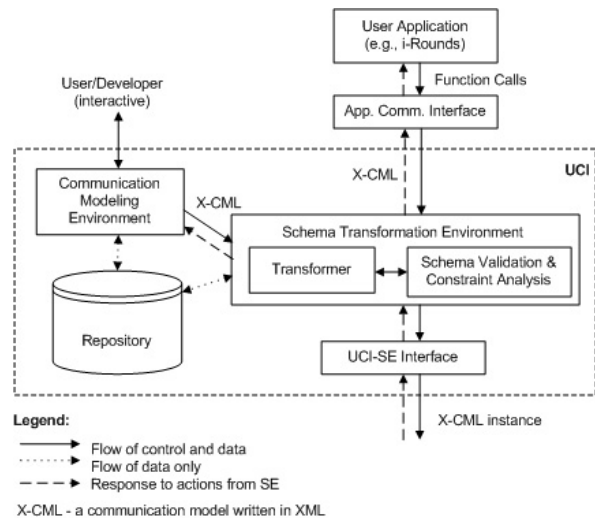 User Application
(e.g., i-Rounds)
User/Developer
(interactive)
Function Calls
App. Comm. Interface
X-CML
UCI
Communication
Modeling
Environment
X-CML
Schema Transformation Environment
Transformer
Schema Validation &
Constraint Analysis
Repository
UCI-SE Interface
X-CML instance
Legend:
Flow of control and data
Flow of data only
Response to actions from SE
X-CML - a communication model written in XML